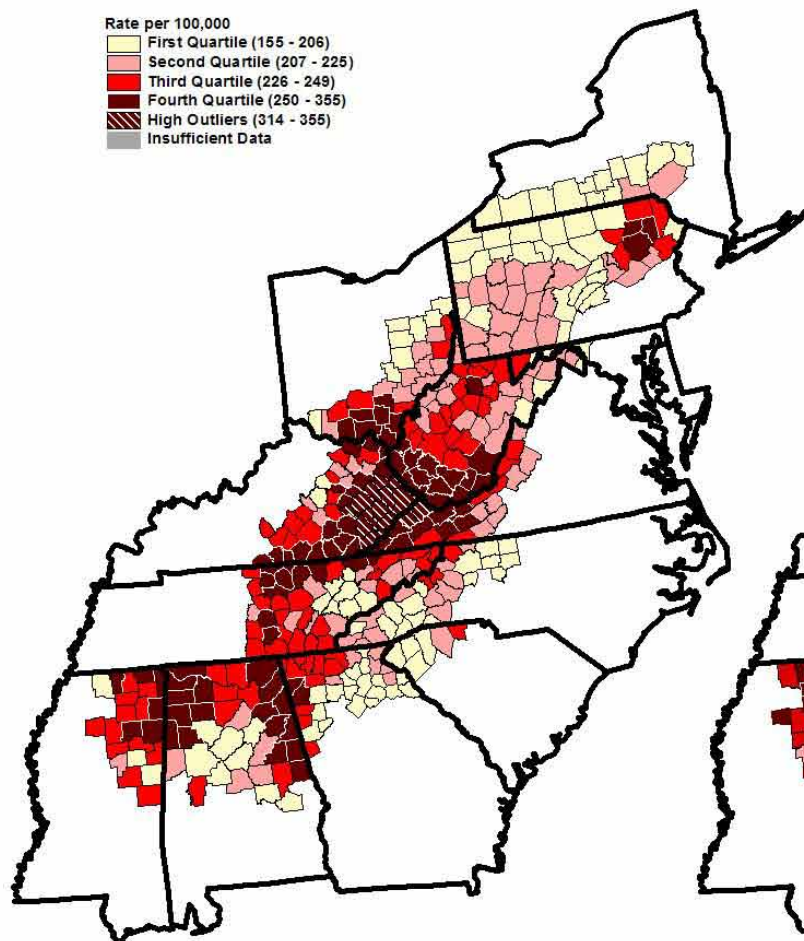 Rate per 100,000
First Quartile (155 - 206)
Second Quartile (207 - 225)
Third Quartile (226 - 249)
Fourth Quartile (250 - 355)
High Outliers (314 - 355)
Insufficient Data